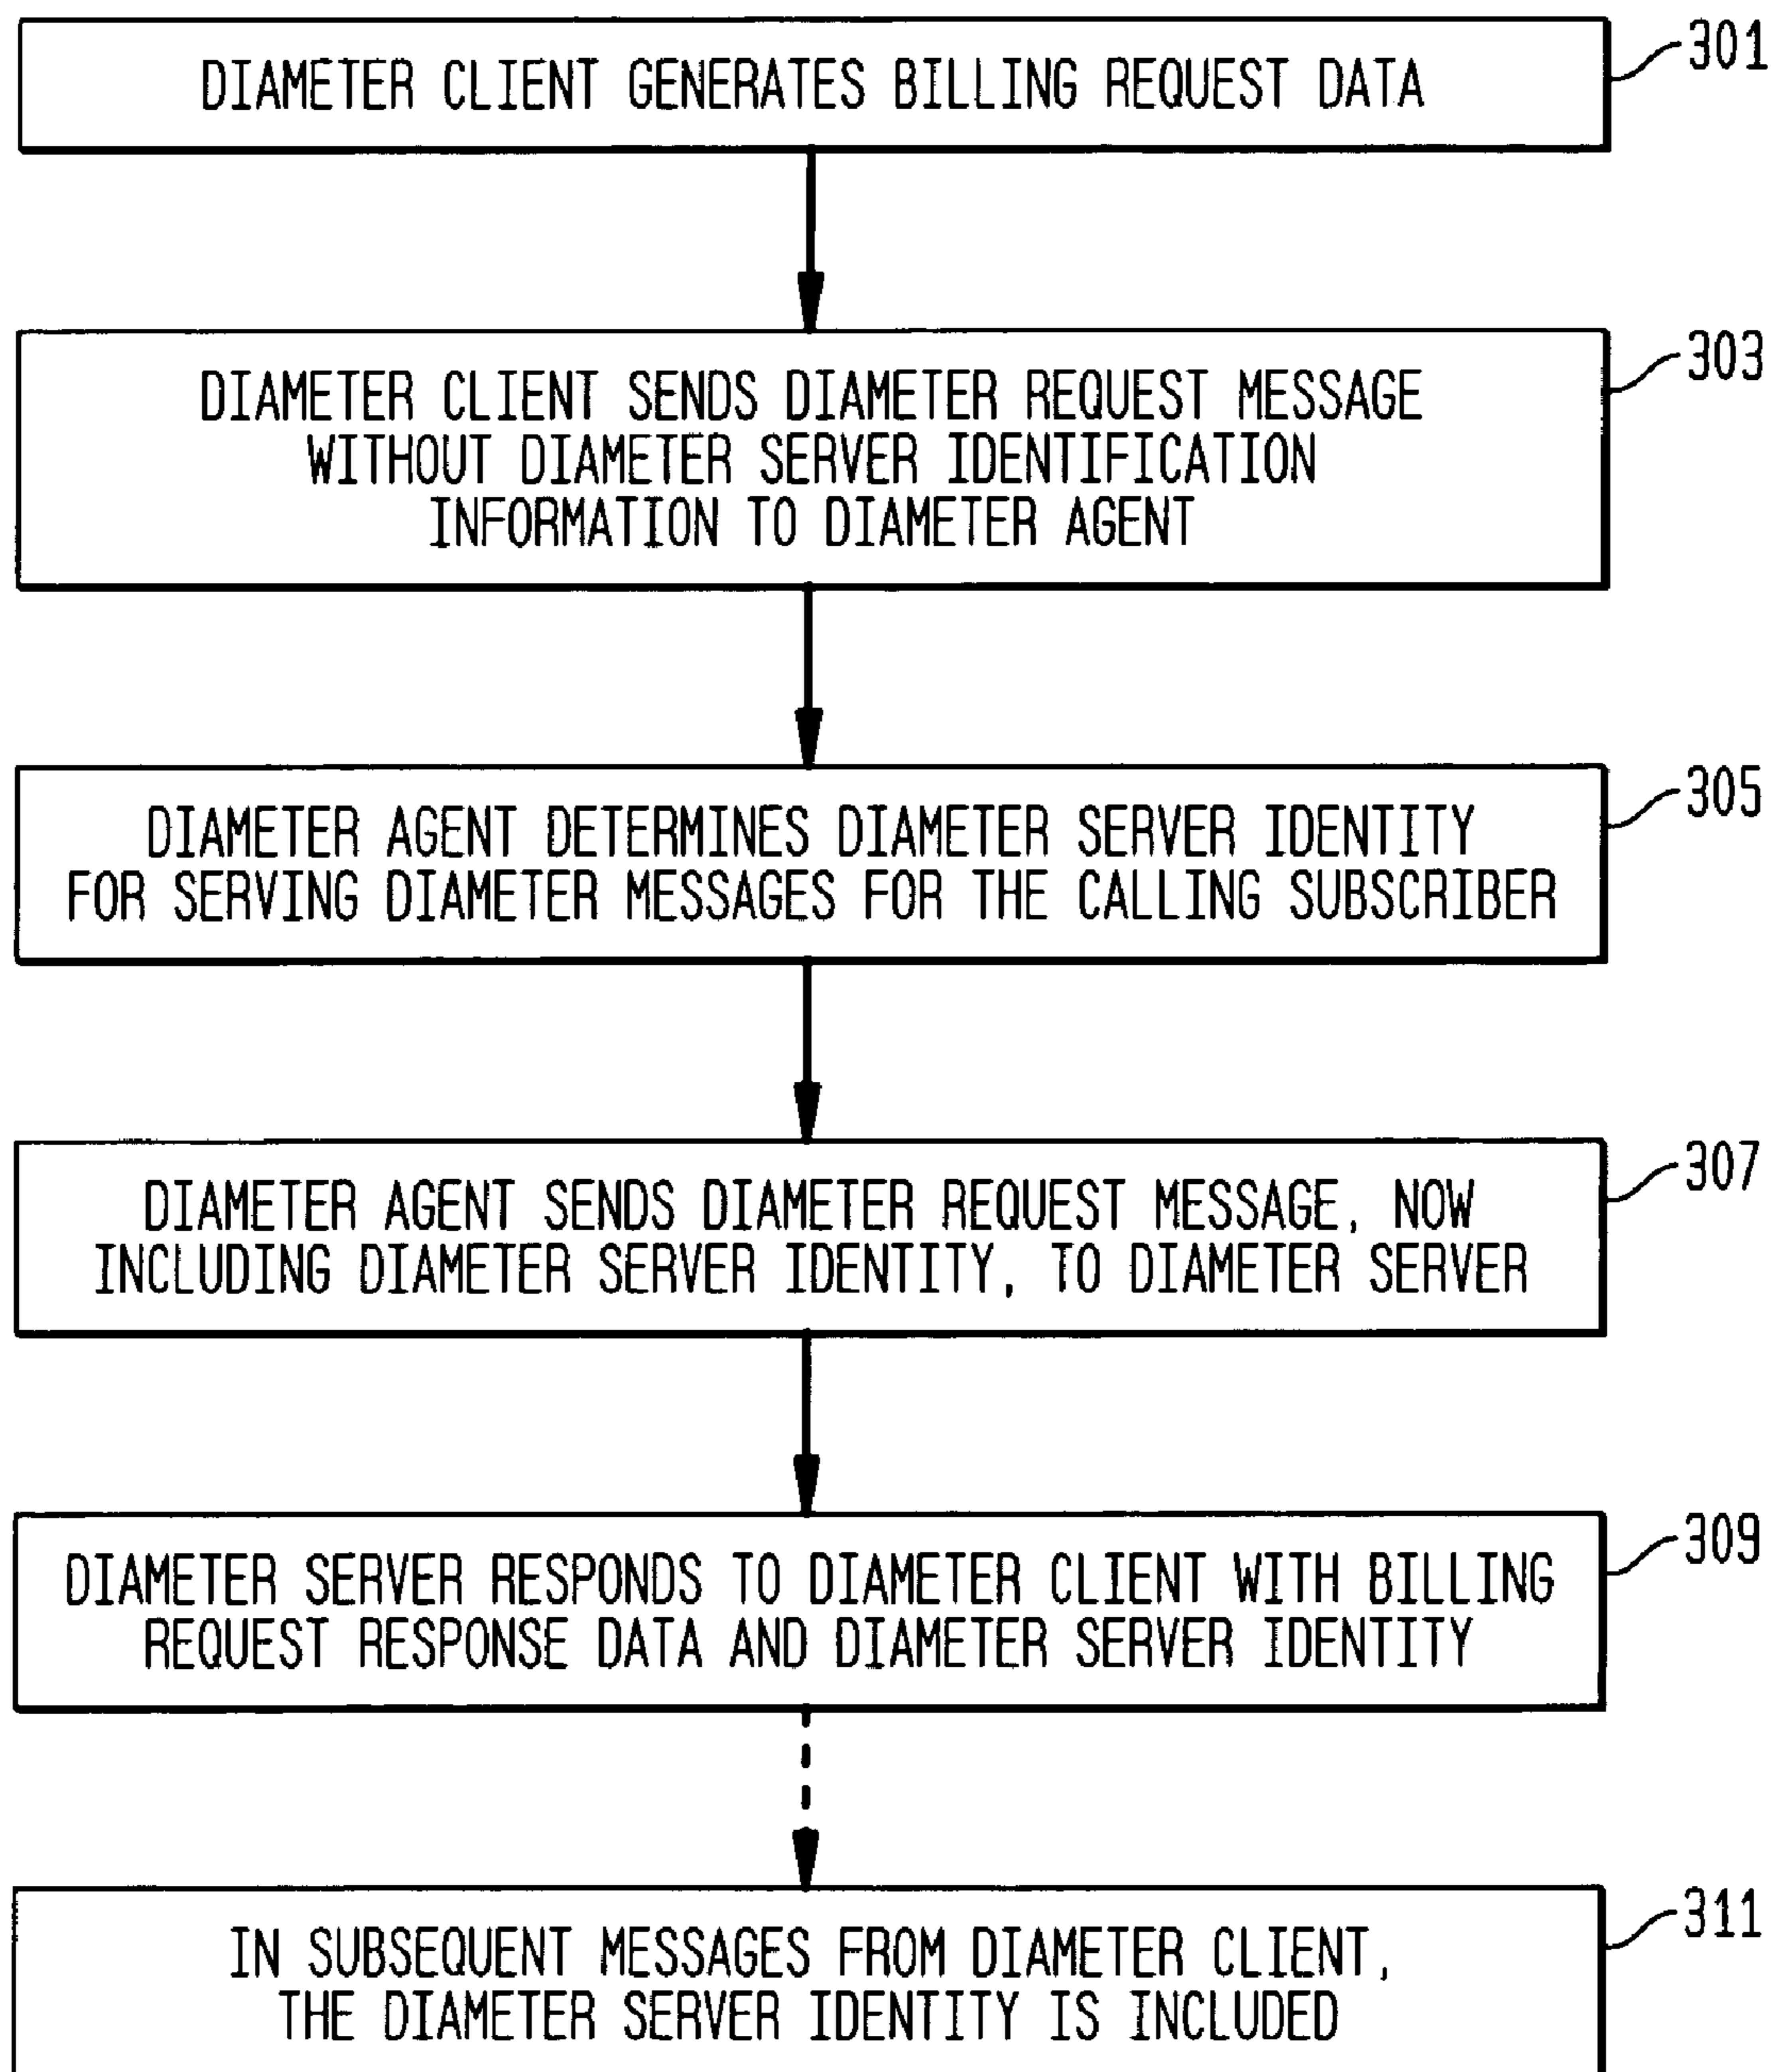 DIAMETER CLIENT GENERATES BILLING REQUEST DATA
301
DIAMETER CLIENT SENDS DIAMETER REQUEST MESSAGE
WITHOUT DIAMETER SERVER IDENTIFICATION
INFORMATION TO DIAMETER AGENT
303
DIAMETER AGENT DETERMINES DIAMETER SERVER IDENTITY
FOR SERVING DIAMETER MESSAGES FOR THE CALLING SUBSCRIBER
305
DIAMETER AGENT SENDS DIAMETER REQUEST MESSAGE, NOW
INCLUDING DIAMETER SERVER IDENTITY, TO DIAMETER SERVER
307
DIAMETER SERVER RESPONDS TO DIAMETER CLIENT WITH BILLING
REQUEST RESPONSE DATA AND DIAMETER SERVER IDENTITY
309
IN SUBSEQUENT MESSAGES FROM DIAMETER CLIENT,
THE DIAMETER SERVER IDENTITY IS INCLUDED
311